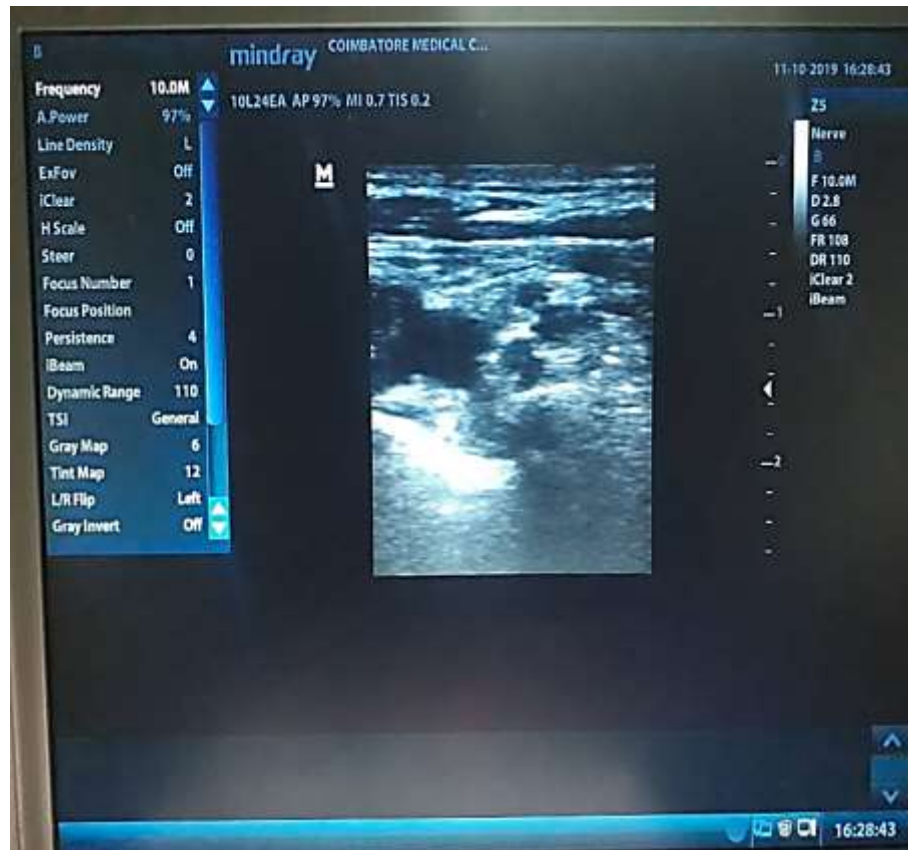 B
mindray COIMBATORE MEDICAL C...
11-10-2019 16:28:43
10L24EA AP 97% MI 0.7 TIS 0.2
Frequency 10.0M
A.Power 97%
Line Density L
ExFov Off
iClear 2
H Scale Off
Steer 0
Focus Number 1
Focus Position
Persistence 4
iBeam On
Dynamic Range 110
TSI General
Gray Map 6
Tint Map 12
L/R Flip Left
Gray Invert Off
M
1
2
Z5
Nerve
B
F 10.0M
D 2.8
G 66
FR 108
DR 110
iClear 2
iBeam
16:28:43